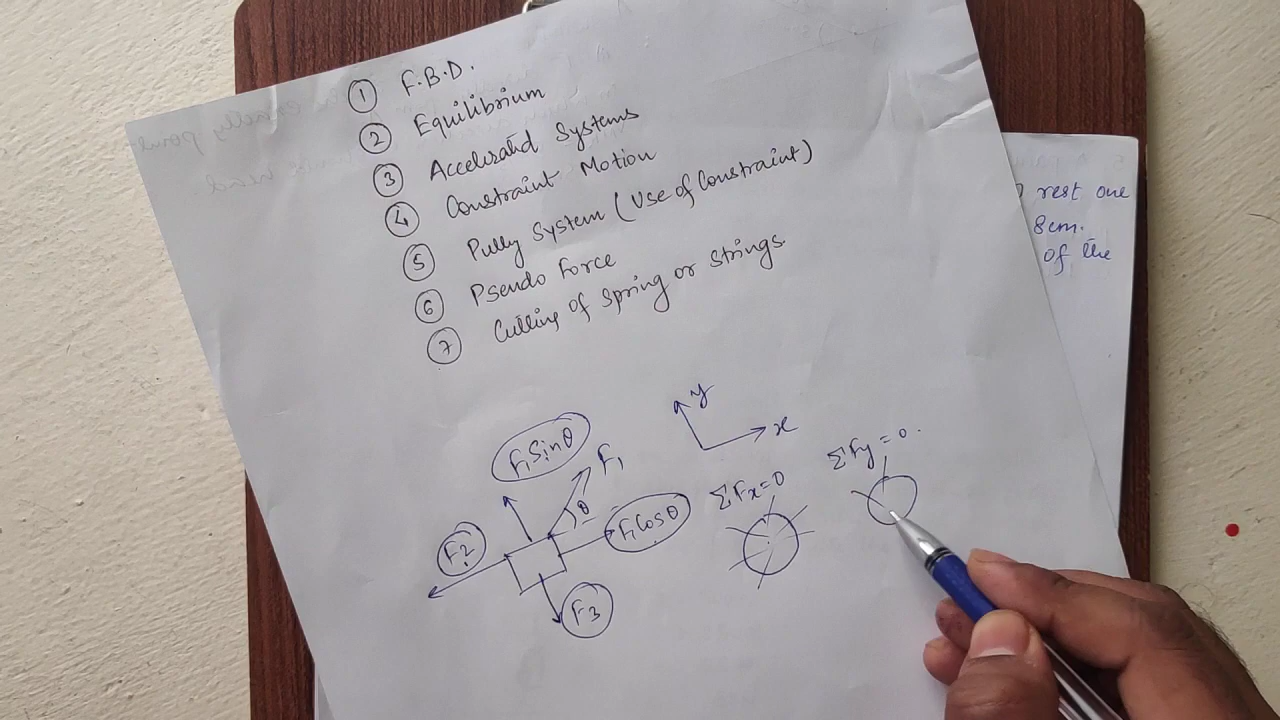 ① F.B.D.
② Equilibrium
③ Accelerated Systems
④ Constraint Motion
⑤ Pully System (Use of Constraint)
⑥ Pseudo Force
⑦ Cutting of Spring or Strings
y
x
F₁Sinθ
F₁
θ
F₁Cosθ
F2
F3
ΣFx=0
ΣFy=0.
rest one
8cm.
of the